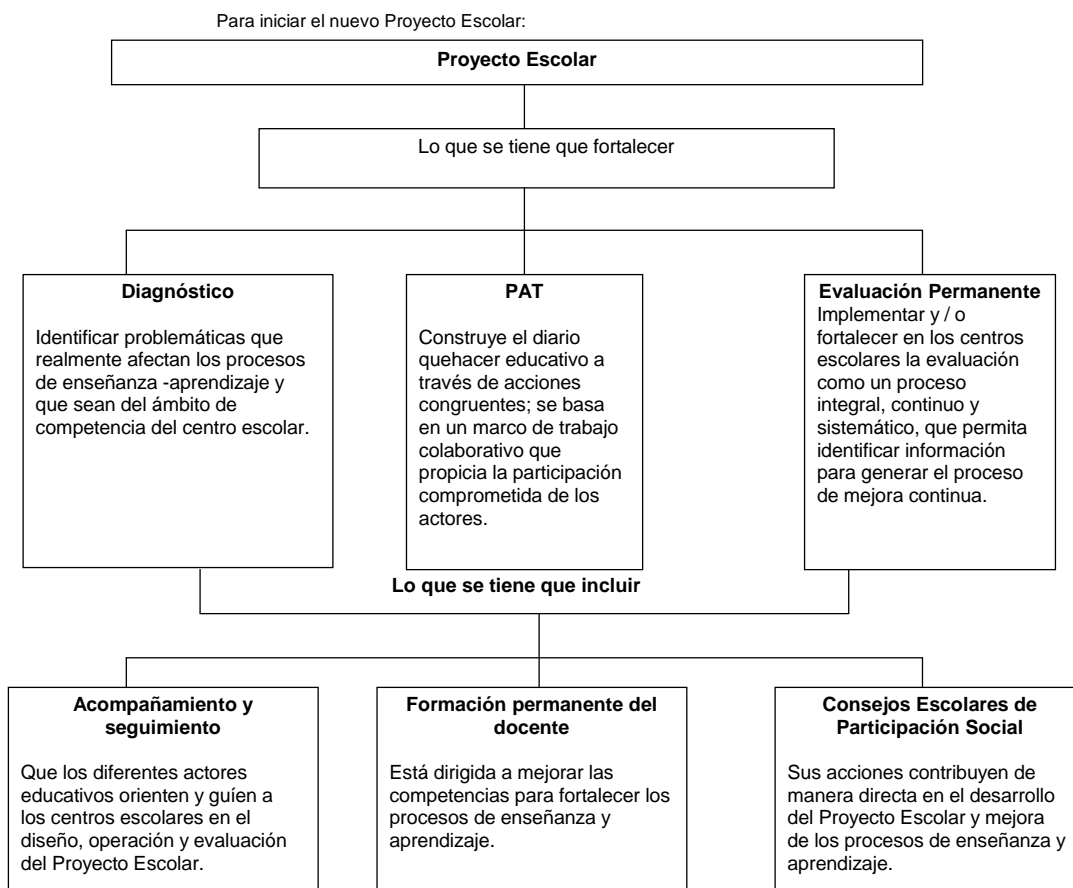 Para iniciar el nuevo Proyecto Escolar:
Proyecto Escolar
Lo que se tiene que fortalecer
Diagnóstico
Identificar problemáticas que
realmente afectan los procesos
de enseñanza -aprendizaje y
que sean del ámbito de
competencia del centro escolar.
PAT
Construye el diario
quehacer educativo a
través de acciones
congruentes; se basa
en un marco de trabajo
colaborativo que
propicia la participación
comprometida de los
actores.
Evaluación Permanente
Implementar y / o
fortalecer en los centros
escolares la evaluación
como un proceso
integral, continuo y
sistemático, que permita
identificar información
para generar el proceso
de mejora continua.
Lo que se tiene que incluir
Acompañamiento y
seguimiento
Que los diferentes actores
educativos orienten y guíen a
los centros escolares en el
diseño, operación y evaluación
del Proyecto Escolar.
Formación permanente del
docente
Está dirigida a mejorar las
competencias para fortalecer los
procesos de enseñanza y
aprendizaje.
Consejos Escolares de
Participación Social
Sus acciones contribuyen de
manera directa en el desarrollo
del Proyecto Escolar y mejora
de los procesos de enseñanza y
aprendizaje.